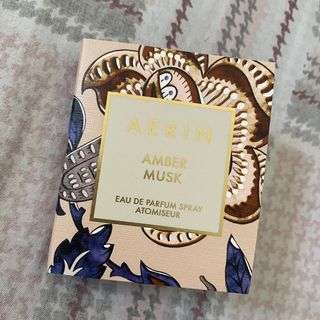 AERIN
AMBER
MUSK
EAU DE PARFUM SPRAY
ATOMISEUR